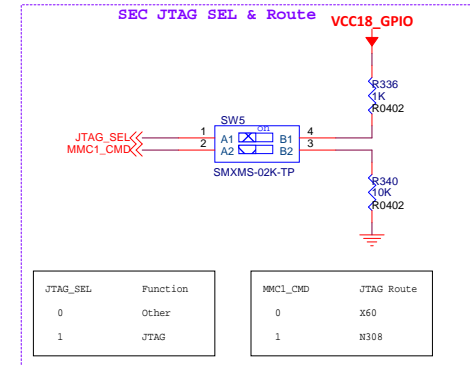 SEC JTAG SEL & Route
VCC18_GPIO
R336
1K
R0402
SW5
on
JTAG_SEL 1 A1 B1 4
MMC1_CMD 2 A2 B2 3
SMXMS-02K-TP
R340
10K
R0402
JTAG_SEL Function
0 Other
1 JTAG
MMC1_CMD JTAG Route
0 X60
1 N308